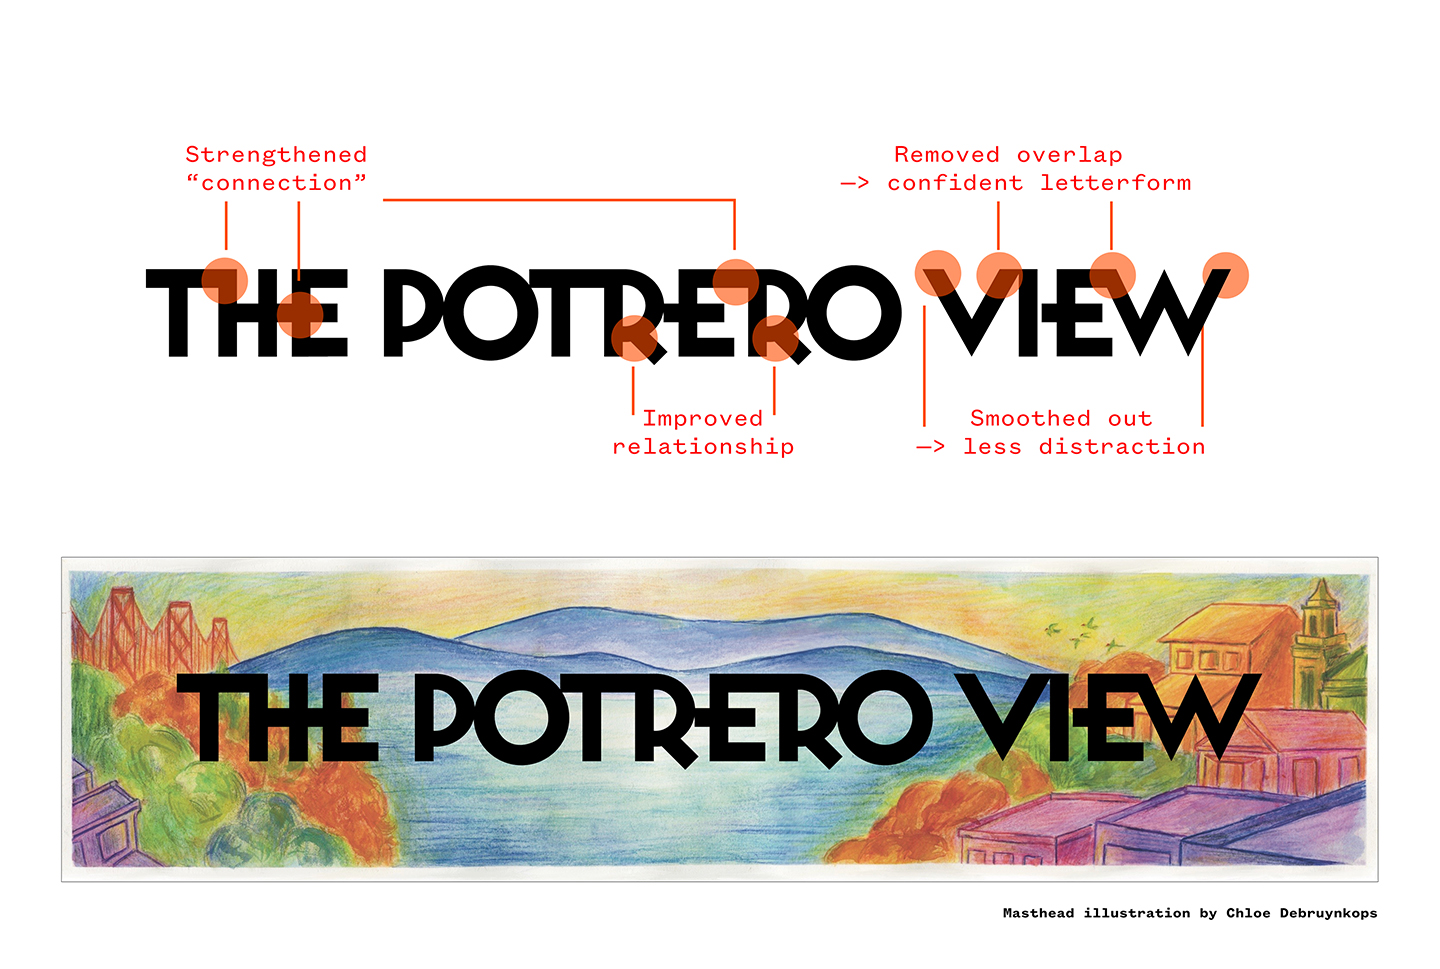 Strengthened
“connection”
Removed overlap
—> confident letterform
THE POTRERO VIEW
Improved
relationship
Smoothed out
—> less distraction
THE POTRERO VIEW
Masthead illustration by Chloe Debruynkops